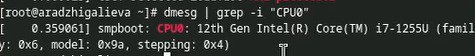 [root@aradzhigalieva ~]# dmesg | grep -i "CPU0"
[    0.359061] smpboot: CPU0: 12th Gen Intel(R) Core(TM) i7-1255U (famil
y: 0x6, model: 0x9a, stepping: 0x4)